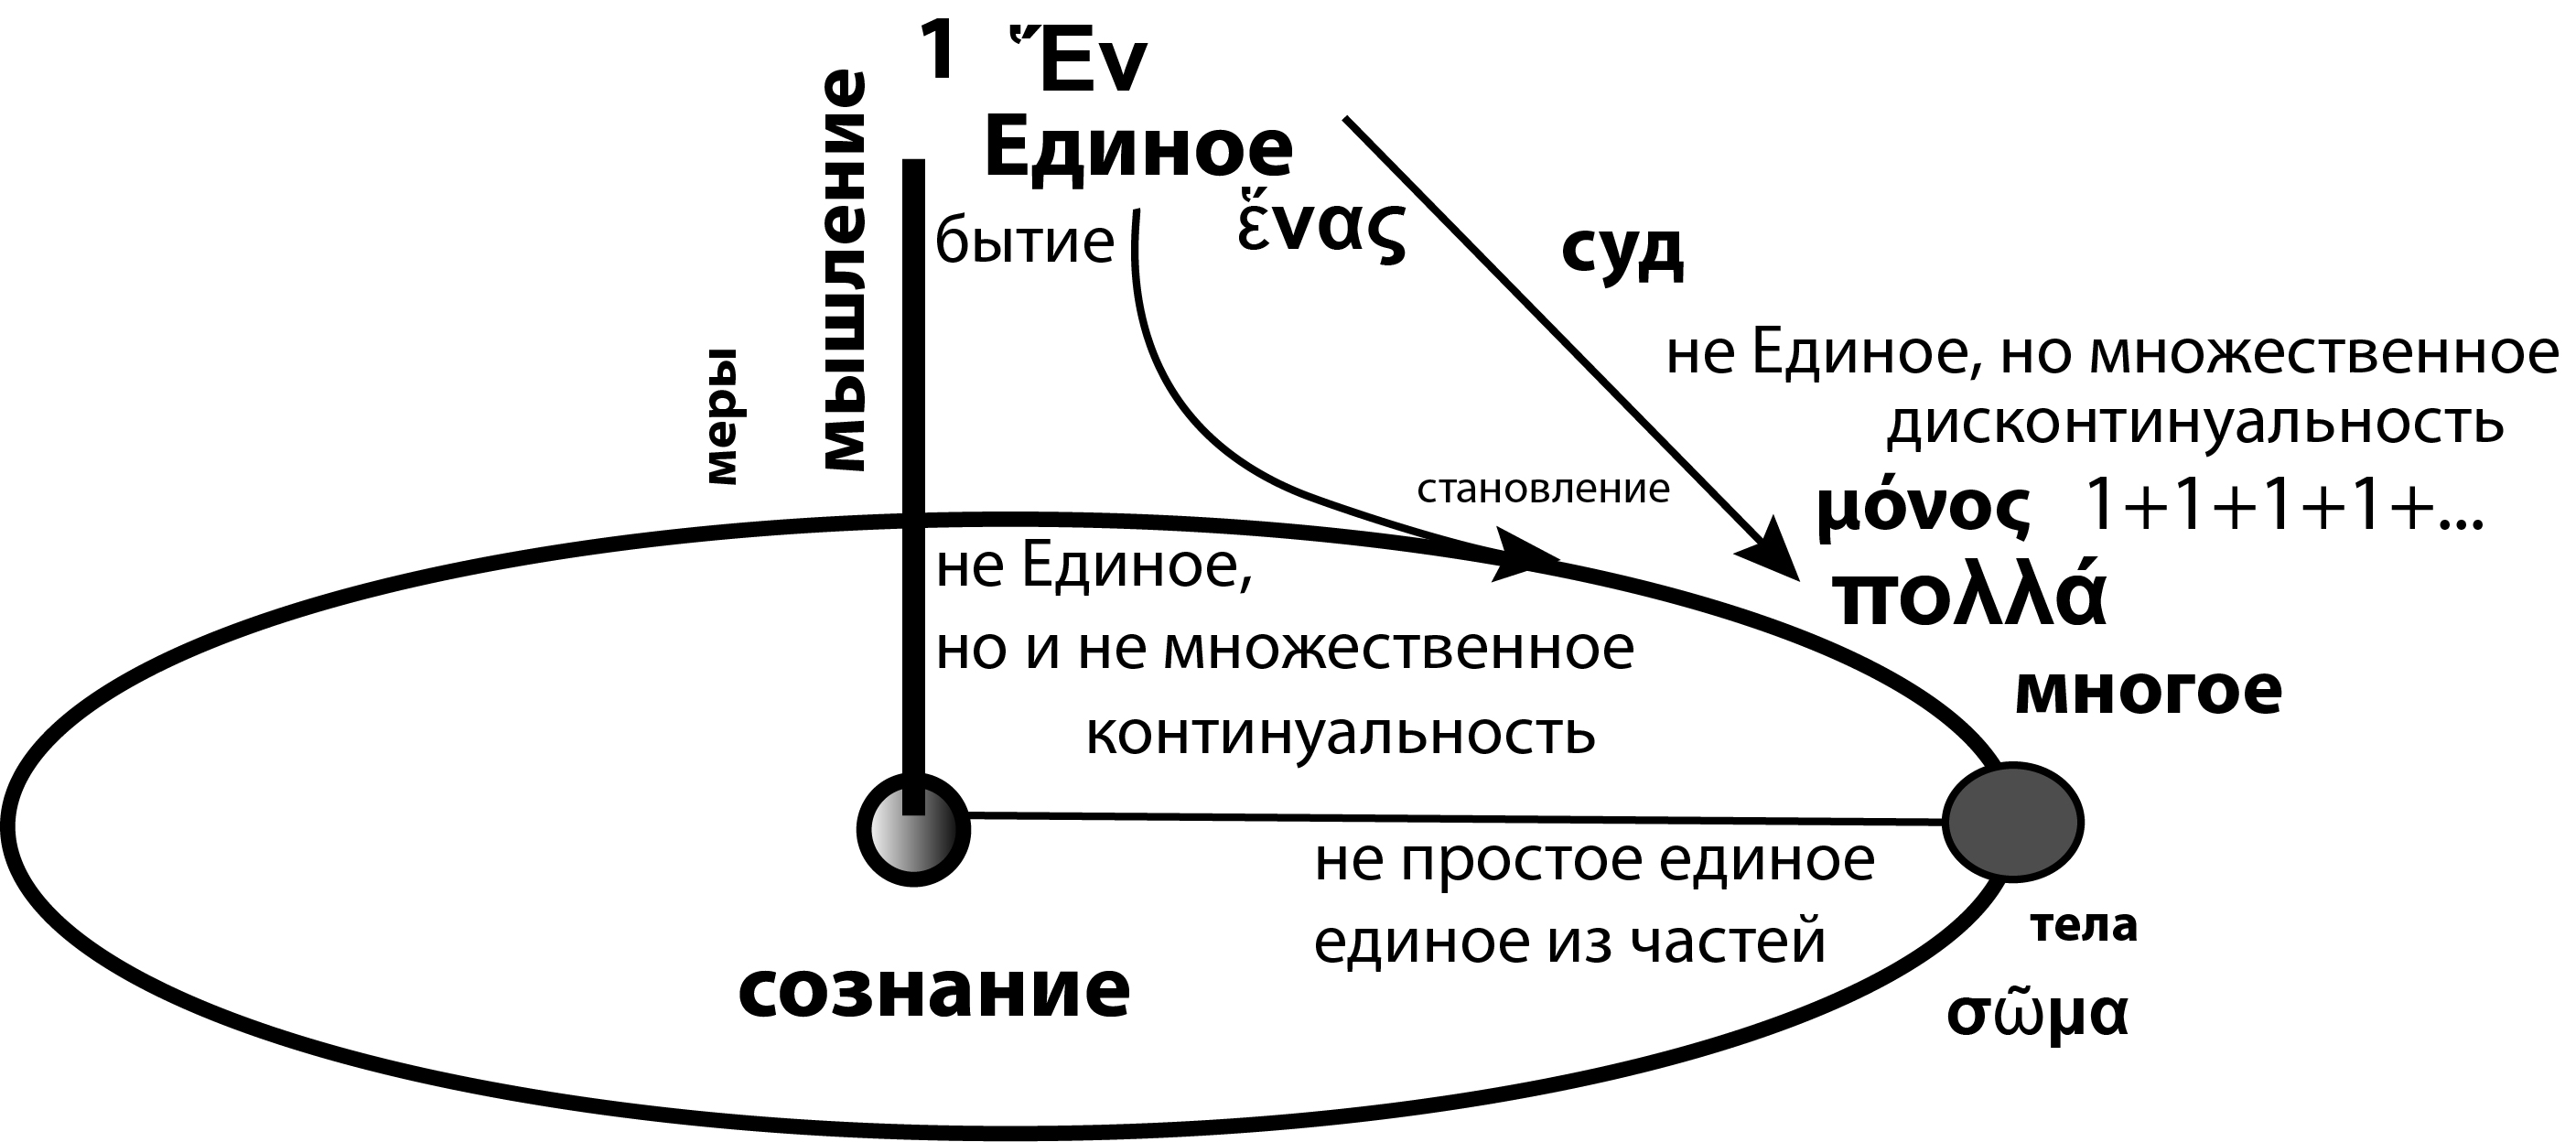 1 Ἕν
Единое
ἕνας
бытие
мышление
меры
суд
не Единое, но множественное
дисконтинуальность
μόνος 1+1+1+1+...
становление
πολλά
многое
не Единое,
но и не множественное
континуальность
не простое единое
единое из частей
тела
σῶμα
сознание